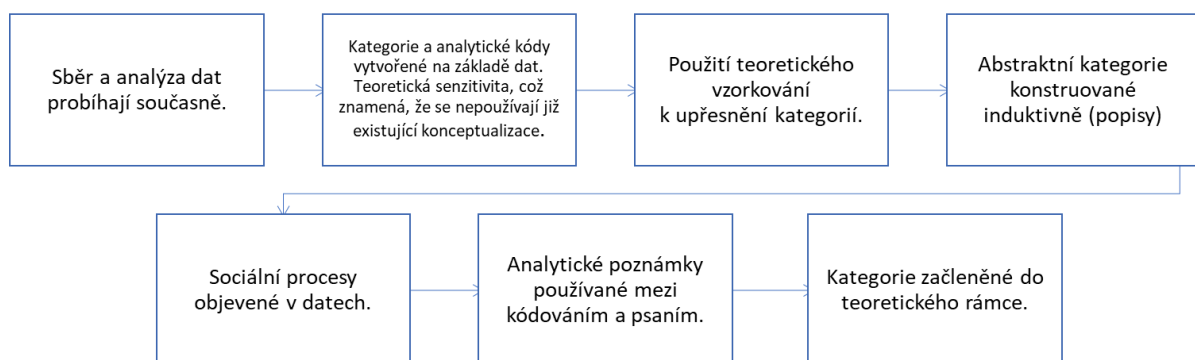 Sběr a analýza dat
probíhají současně.
Kategorie a analytické kódy
vytvořené na základě dat.
Teoretická senzitivita, což
znamená, že se nepoužívají již
existující konceptualizace.
Použití teoretického
vzorkování
k upřesnění kategorií.
Abstraktní kategorie
konstruované
induktivně (popisy)
Sociální procesy
objevené v datech.
Analytické poznámky
používané mezi
kódováním a psaním.
Kategorie začleněné do
teoretického rámce.